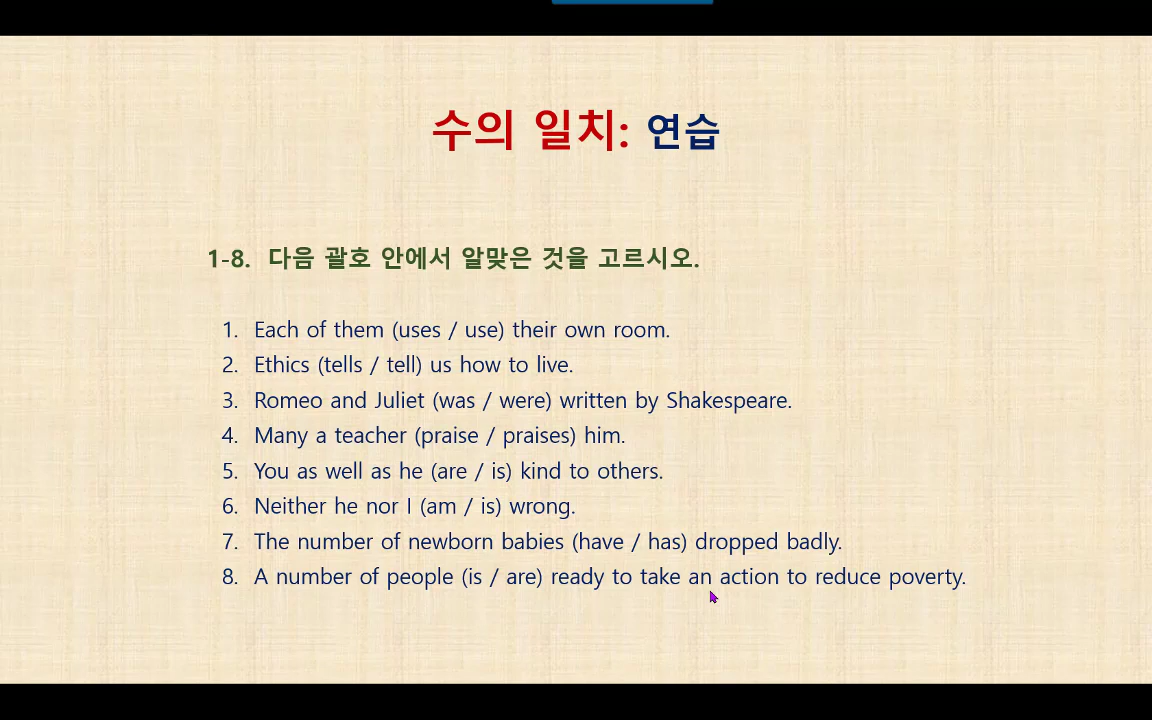 수의 일치: 연습
1-8. 다음 괄호 안에서 알맞은 것을 고르시오.
1. Each of them (uses / use) their own room.
2. Ethics (tells / tell) us how to live.
3. Romeo and Juliet (was / were) written by Shakespeare.
4. Many a teacher (praise / praises) him.
5. You as well as he (are / is) kind to others.
6. Neither he nor I (am / is) wrong.
7. The number of newborn babies (have / has) dropped badly.
8. A number of people (is / are) ready to take an action to reduce poverty.